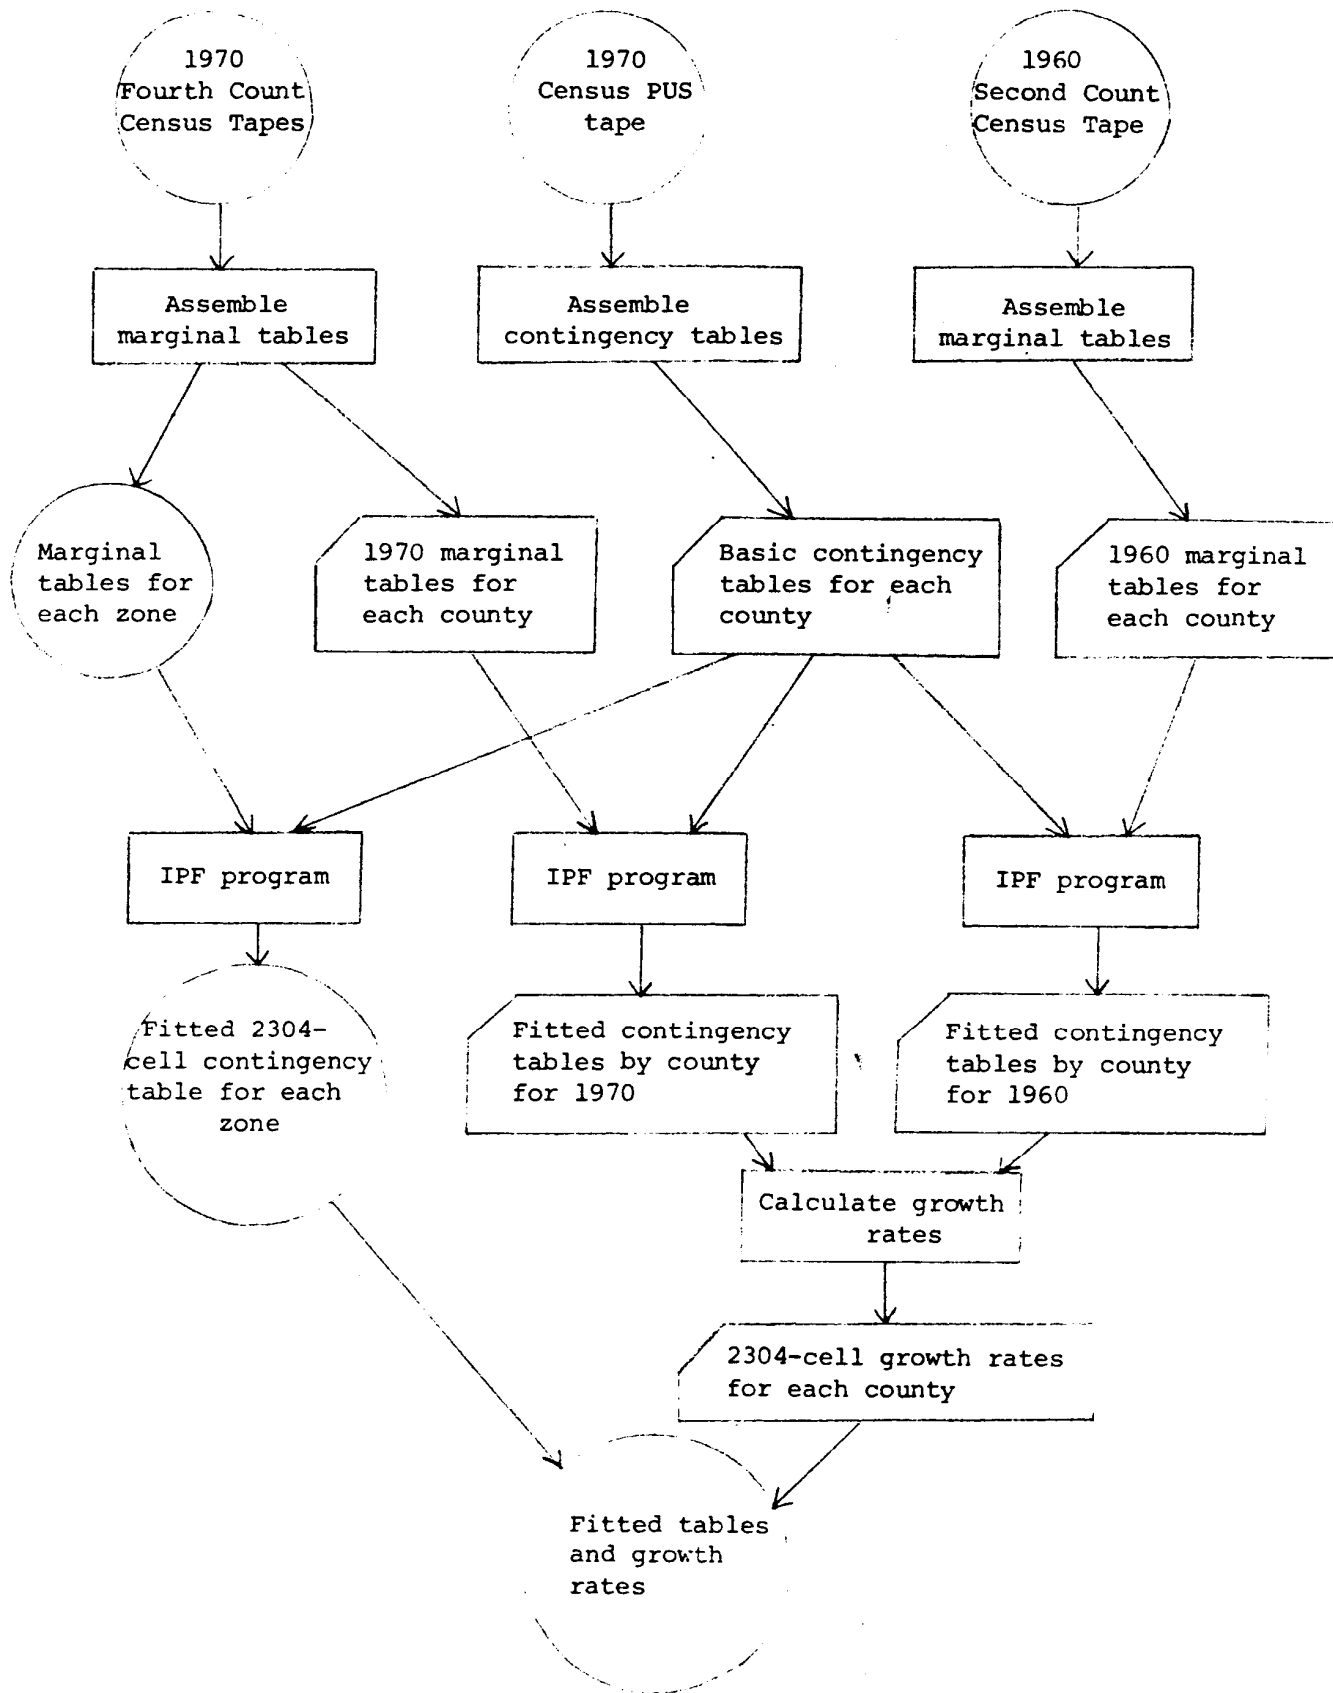 1970
Fourth Count
Census Tapes
1970
Census PUS
tape
1960
Second Count
Census Tape
Assemble
marginal tables
Assemble
contingency tables
Assemble
marginal tables
Marginal
tables for
each zone
1970 marginal
tables for
each county
Basic contingency
tables for each
county
1960 marginal
tables for
each county
IPF program
IPF program
IPF program
Fitted 2304-
cell contingency
table for each
zone
Fitted contingency
tables by county
for 1970
Fitted contingency
tables by county
for 1960
Calculate growth
rates
2304-cell growth rates
for each county
Fitted tables
and growth
rates